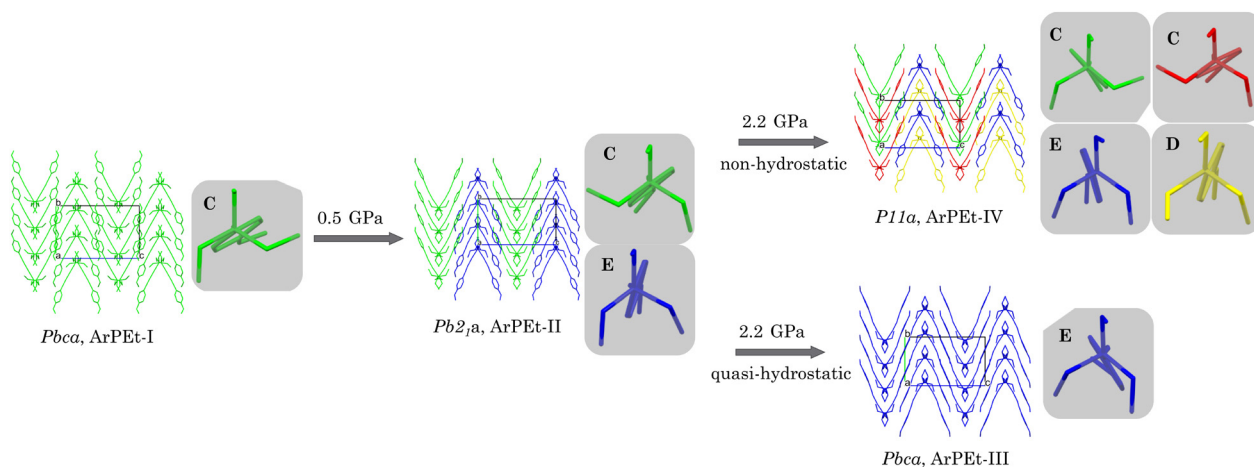 C
0.5 GPa
Pbca, ArPEt-I
b
a
c
C
E
Pb2₁a, ArPEt-II
2.2 GPa
non-hydrostatic
C
C
E
D
b
a
c
P11a, ArPEt-IV
2.2 GPa
quasi-hydrostatic
E
b
a
c
Pbca, ArPEt-III